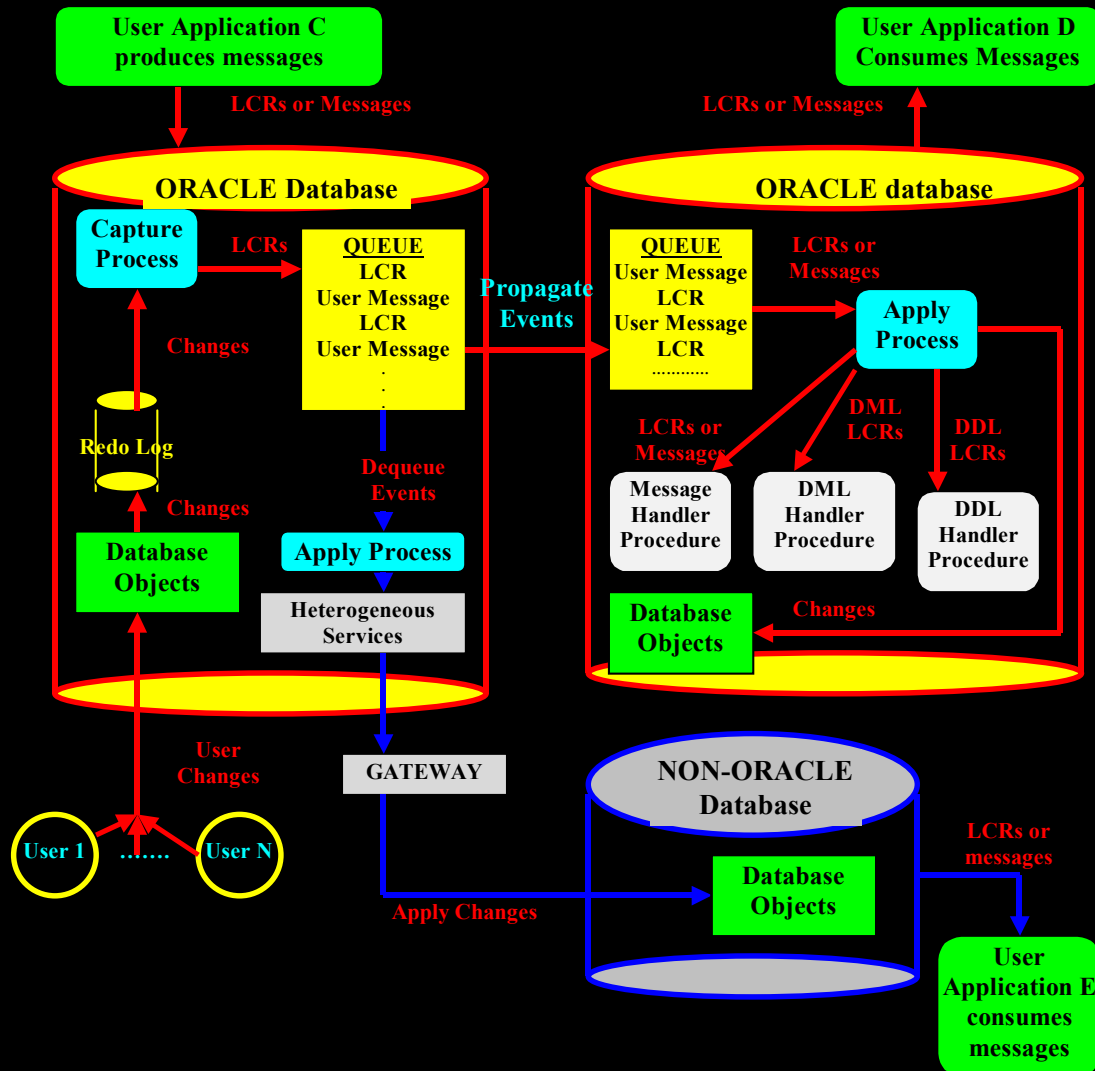 User Application C
produces messages
User Application D
Consumes Messages
LCRs or Messages
LCRs or Messages
ORACLE Database
ORACLE database
Capture
Process
LCRs
QUEUE
LCR
User Message
LCR
User Message
.
.
.
Propagate
Events
QUEUE
User Message
LCR
User Message
LCR
............
LCRs or
Messages
Apply
Process
Changes
Redo Log
Changes
Database
Objects
Dequeue
Events
Apply Process
Heterogeneous
Services
LCRs or
Messages
DML
LCRs
DDL
LCRs
Message
Handler
Procedure
DML
Handler
Procedure
DDL
Handler
Procedure
Changes
Database
Objects
User
Changes
GATEWAY
User 1
.......
User N
NON-ORACLE
Database
Database
Objects
Apply Changes
LCRs or
messages
User
Application E
consumes
messages